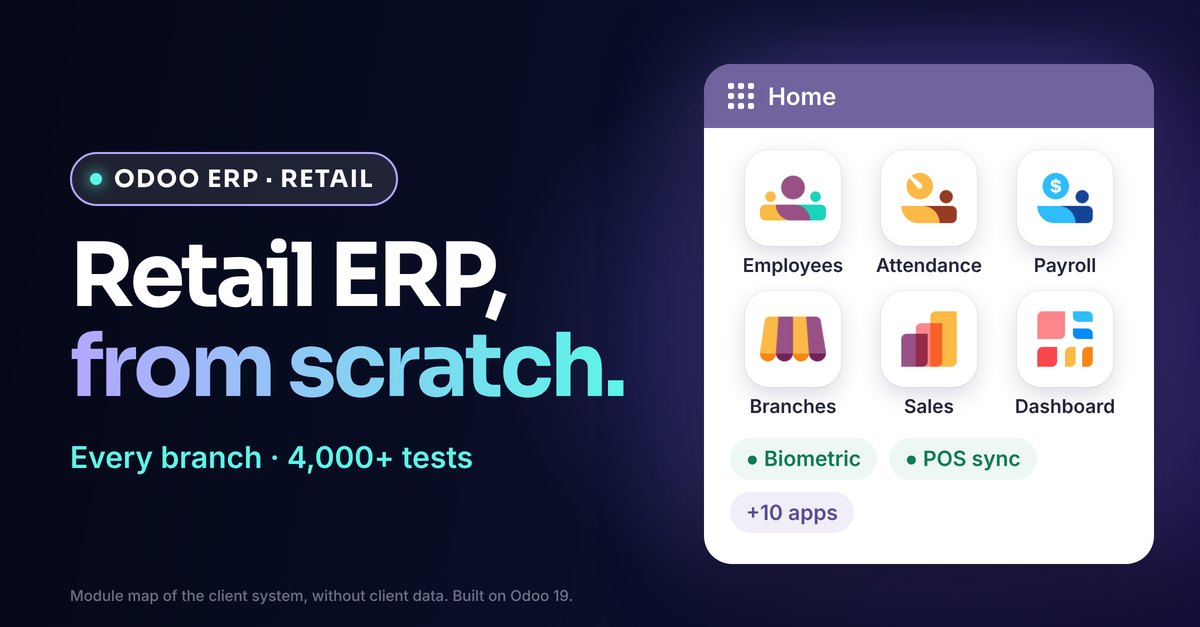 ODOO ERP · RETAIL
Retail ERP,
from scratch.
Every branch · 4,000+ tests
Module map of the client system, without client data. Built on Odoo 19.
Home
Employees
Attendance
$
Payroll
Branches
Sales
Dashboard
• Biometric
• POS sync
+10 apps